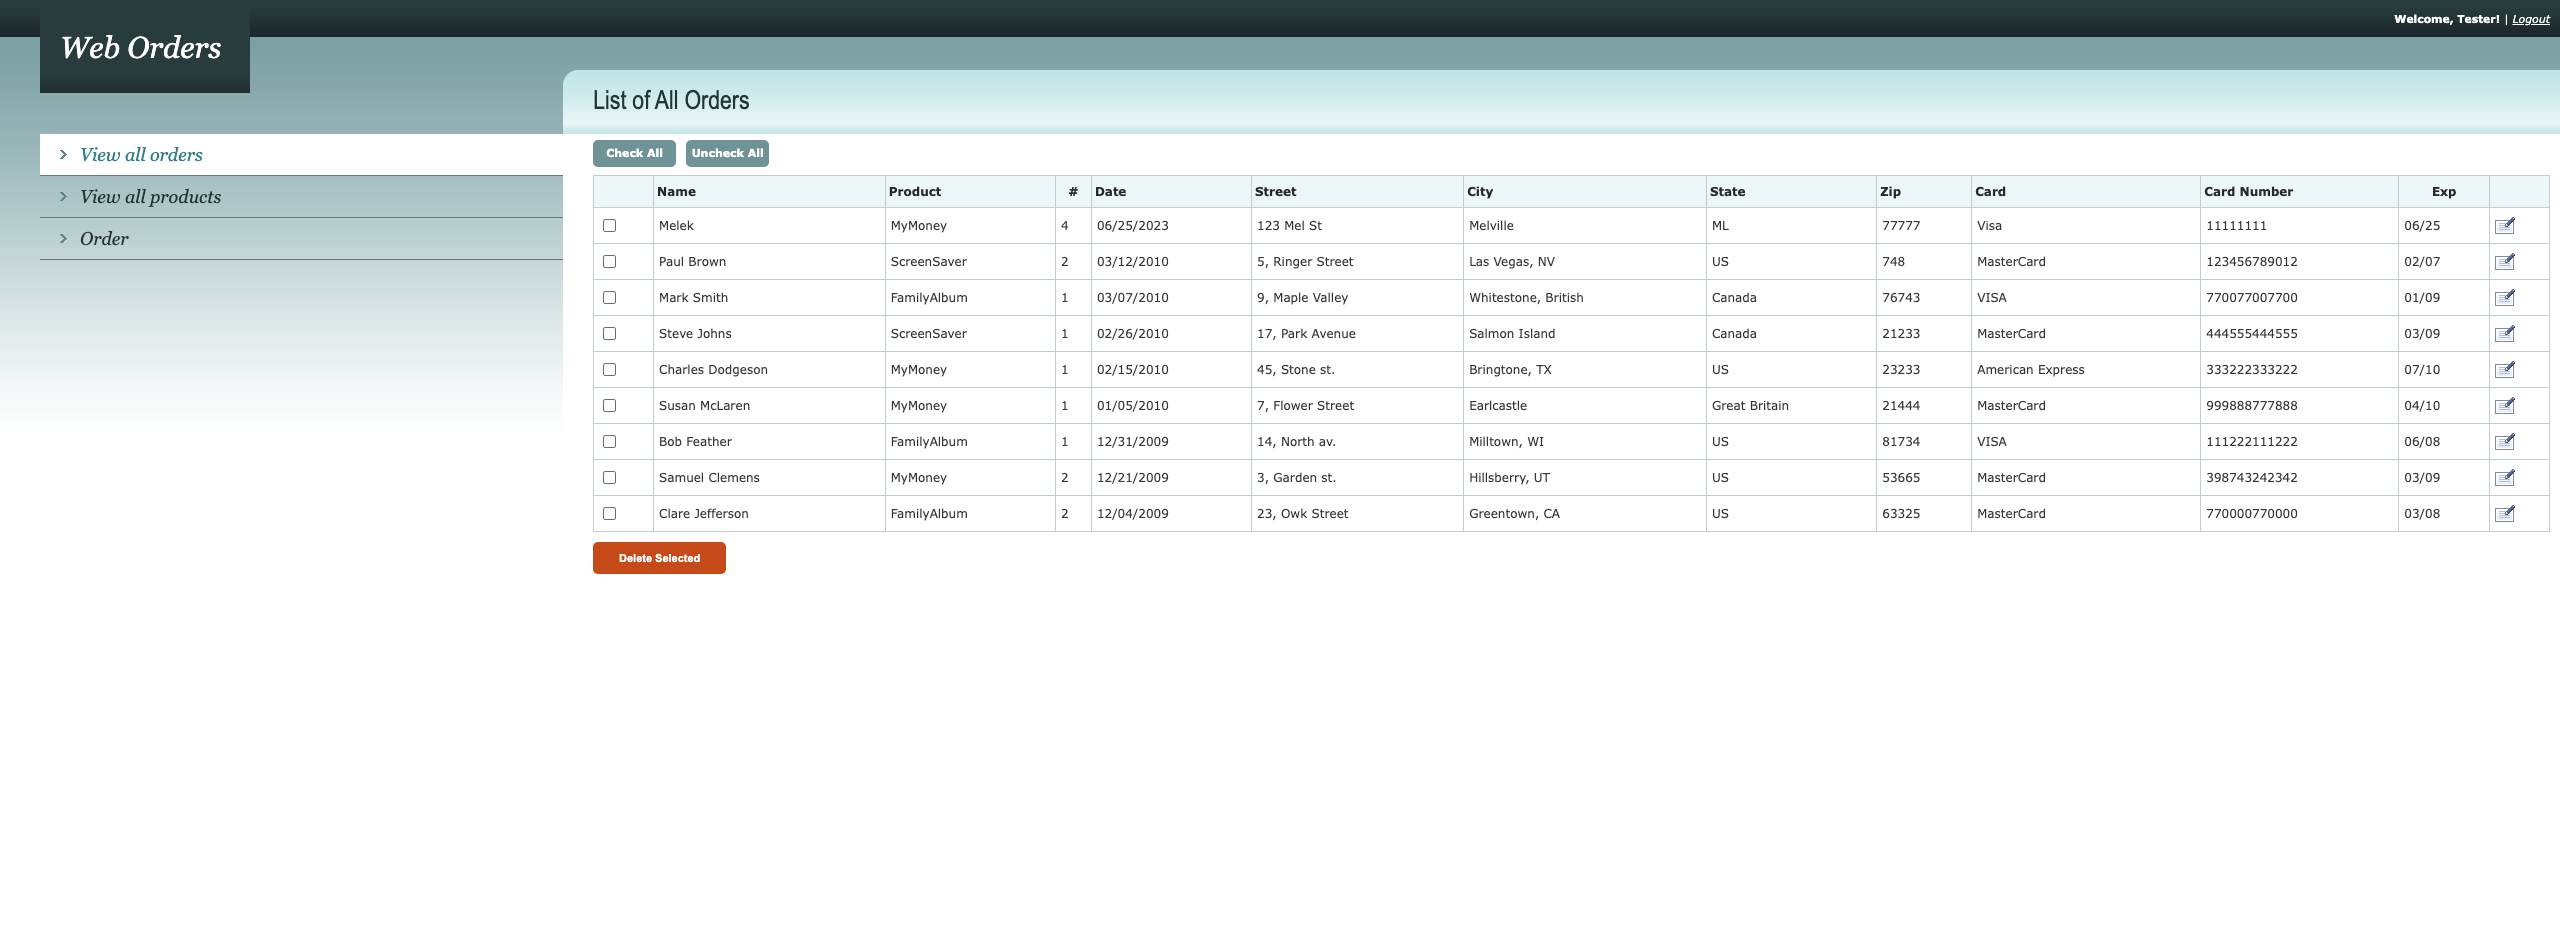 Welcome, Tester! | Logout
Web Orders
List of All Orders
View all orders
View all products
Order
Check All Uncheck All
Name Product # Date Street City State Zip Card Card Number Exp
Melek MyMoney 4 06/25/2023 123 Mel St Melville ML 77777 Visa 11111111 06/25
Paul Brown ScreenSaver 2 03/12/2010 5, Ringer Street Las Vegas, NV US 748 MasterCard 123456789012 02/07
Mark Smith FamilyAlbum 1 03/07/2010 9, Maple Valley Whitestone, British Canada 76743 VISA 770077007700 01/09
Steve Johns ScreenSaver 1 02/26/2010 17, Park Avenue Salmon Island Canada 21233 MasterCard 444555444555 03/09
Charles Dodgeson MyMoney 1 02/15/2010 45, Stone st. Bringtone, TX US 23233 American Express 333222333222 07/10
Susan McLaren MyMoney 1 01/05/2010 7, Flower Street Earlcastle Great Britain 21444 MasterCard 999888777888 04/10
Bob Feather FamilyAlbum 1 12/31/2009 14, North av. Milltown, WI US 81734 VISA 111222111222 06/08
Samuel Clemens MyMoney 2 12/21/2009 3, Garden st. Hillsberry, UT US 53665 MasterCard 398743242342 03/09
Clare Jefferson FamilyAlbum 2 12/04/2009 23, Owk Street Greentown, CA US 63325 MasterCard 770000770000 03/08
Delete Selected